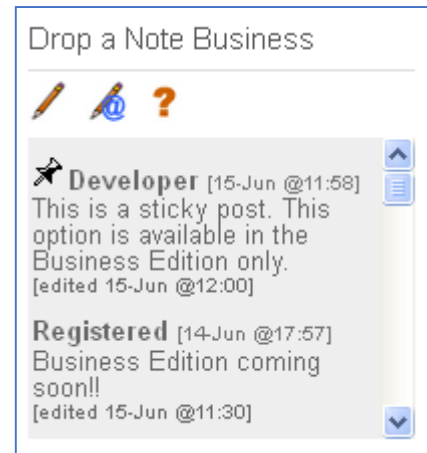 Drop a Note Business
Developer [15-Jun @11:58]
This is a sticky post. This
option is available in the
Business Edition only.
[edited 15-Jun @12:00]
Registered [14-Jun @17:57]
Business Edition coming
soon!!
[edited 15-Jun @11:30]